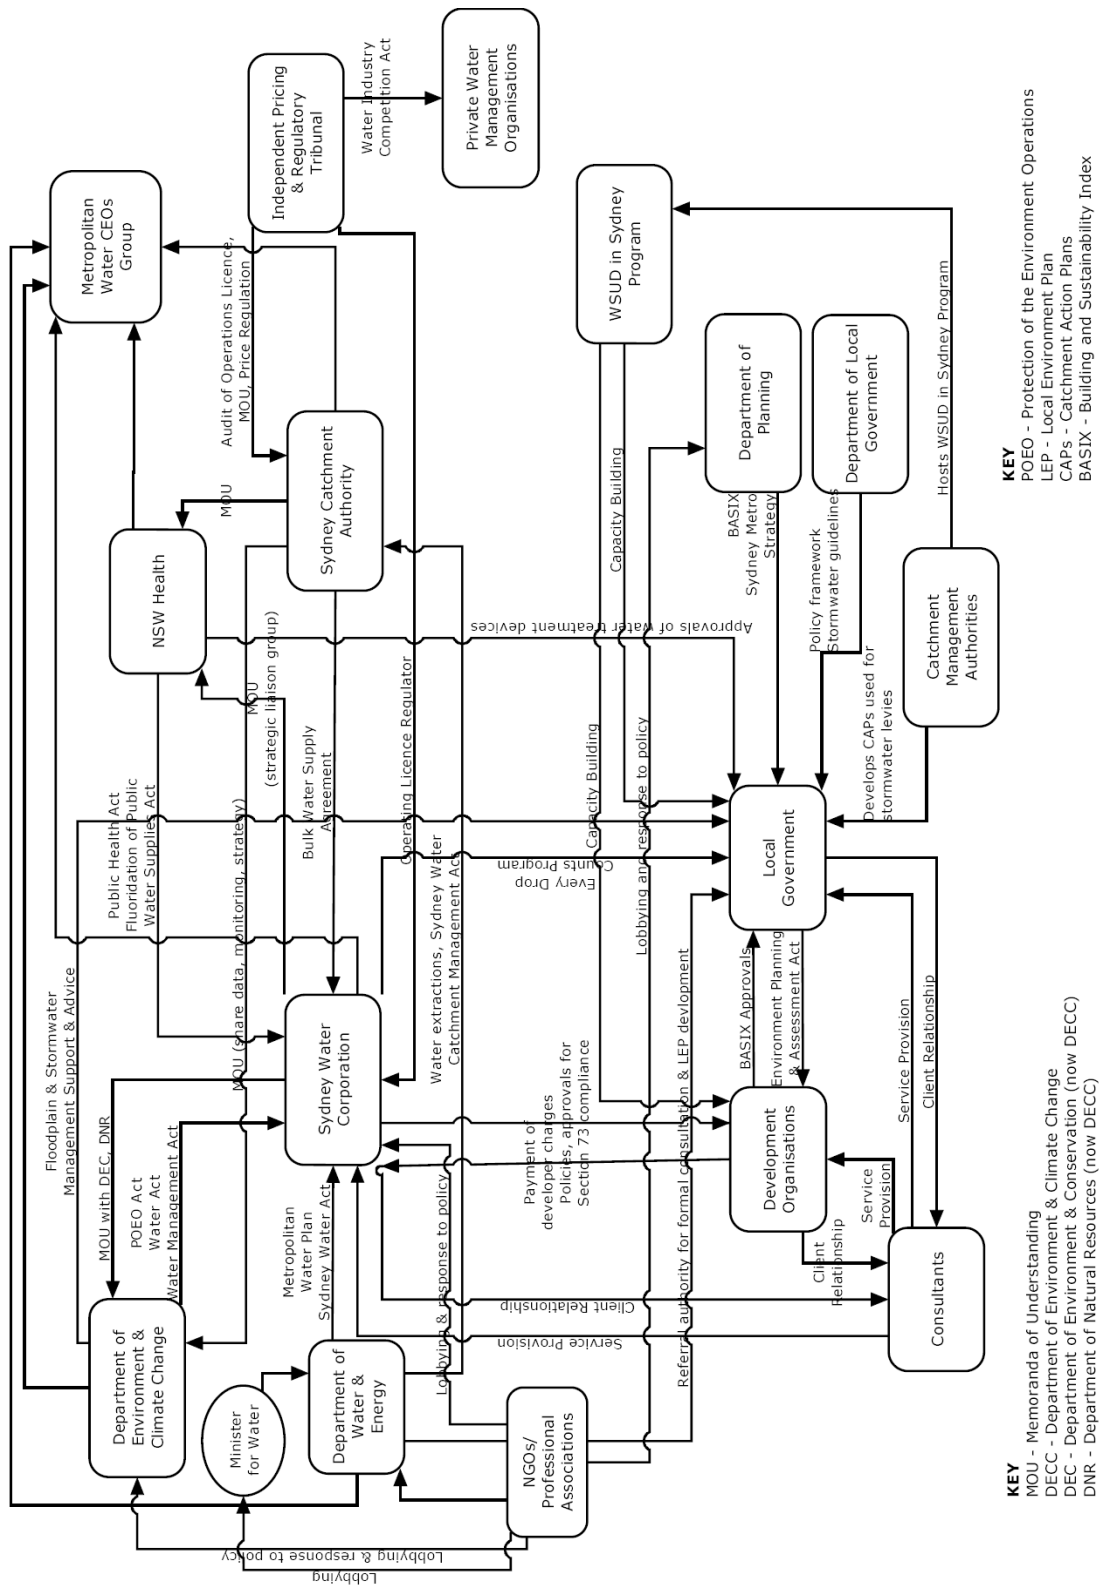 Metropolitan
Water CEOs
Group
Independent Pricing
& Regulatory
Tribunal
Water Industry
Competition Act
Private Water
Management
Organisations
Audit of Operations Licence,
MOU, Price Regulation
NSW Health
MOU
Sydney Catchment
Authority
MOU
(strategic liaison group)
Public Health Act
Fluoridation of Public
Water Supplies Act
MOU (share data, monitoring, strategy)
Bulk Water Supply
Agreement
Operating Licence Regulator
Water extractions, Sydney Water
Catchment Management Act
Approvals of water treatment devices
Floodplain & Stormwater
Management Support & Advice
MOU with DEC, DNR
POEO Act
Water Act
Water Management Act
Sydney Water
Corporation
Department of
Environment &
Climate Change
Minister
for Water
Metropolitan
Water Plan
Sydney Water Act
Department of
Water &
Energy
Lobbying & response to policy
NGOs/
Professional
Associations
Lobbying & response to policy
Lobbying
Every Drop
Counts Program
Payment of
developer charges
Policies, approvals for
Section 73 compliance
Client Relationship
Service Provision
Referral authority for formal consultation & LEP devlopment
Lobbying and response to policy
Capacity Building
Capacity Building
WSUD in Sydney
Program
Department of
Planning
BASIX
Sydney Metro
Strategy
Department of Local
Government
Policy framework
Stormwater guidelines
Hosts WSUD in Sydney Program
Catchment
Management
Authorities
Develops CAPs used for
stormwater levies
Local
Government
BASIX Approvals
Environment Planning
& Assessment Act
Development
Organisations
Service Provision
Client Relationship
Service
Provision
Client
Relationship
Consultants
KEY
MOU - Memoranda of Understanding
DECC - Department of Environment & Climate Change
DEC - Department of Environment & Conservation (now DECC)
DNR - Department of Natural Resources (now DECC)
KEY
POEO - Protection of the Environment Operations
LEP - Local Environment Plan
CAPs - Catchment Action Plans
BASIX - Building and Sustainability Index